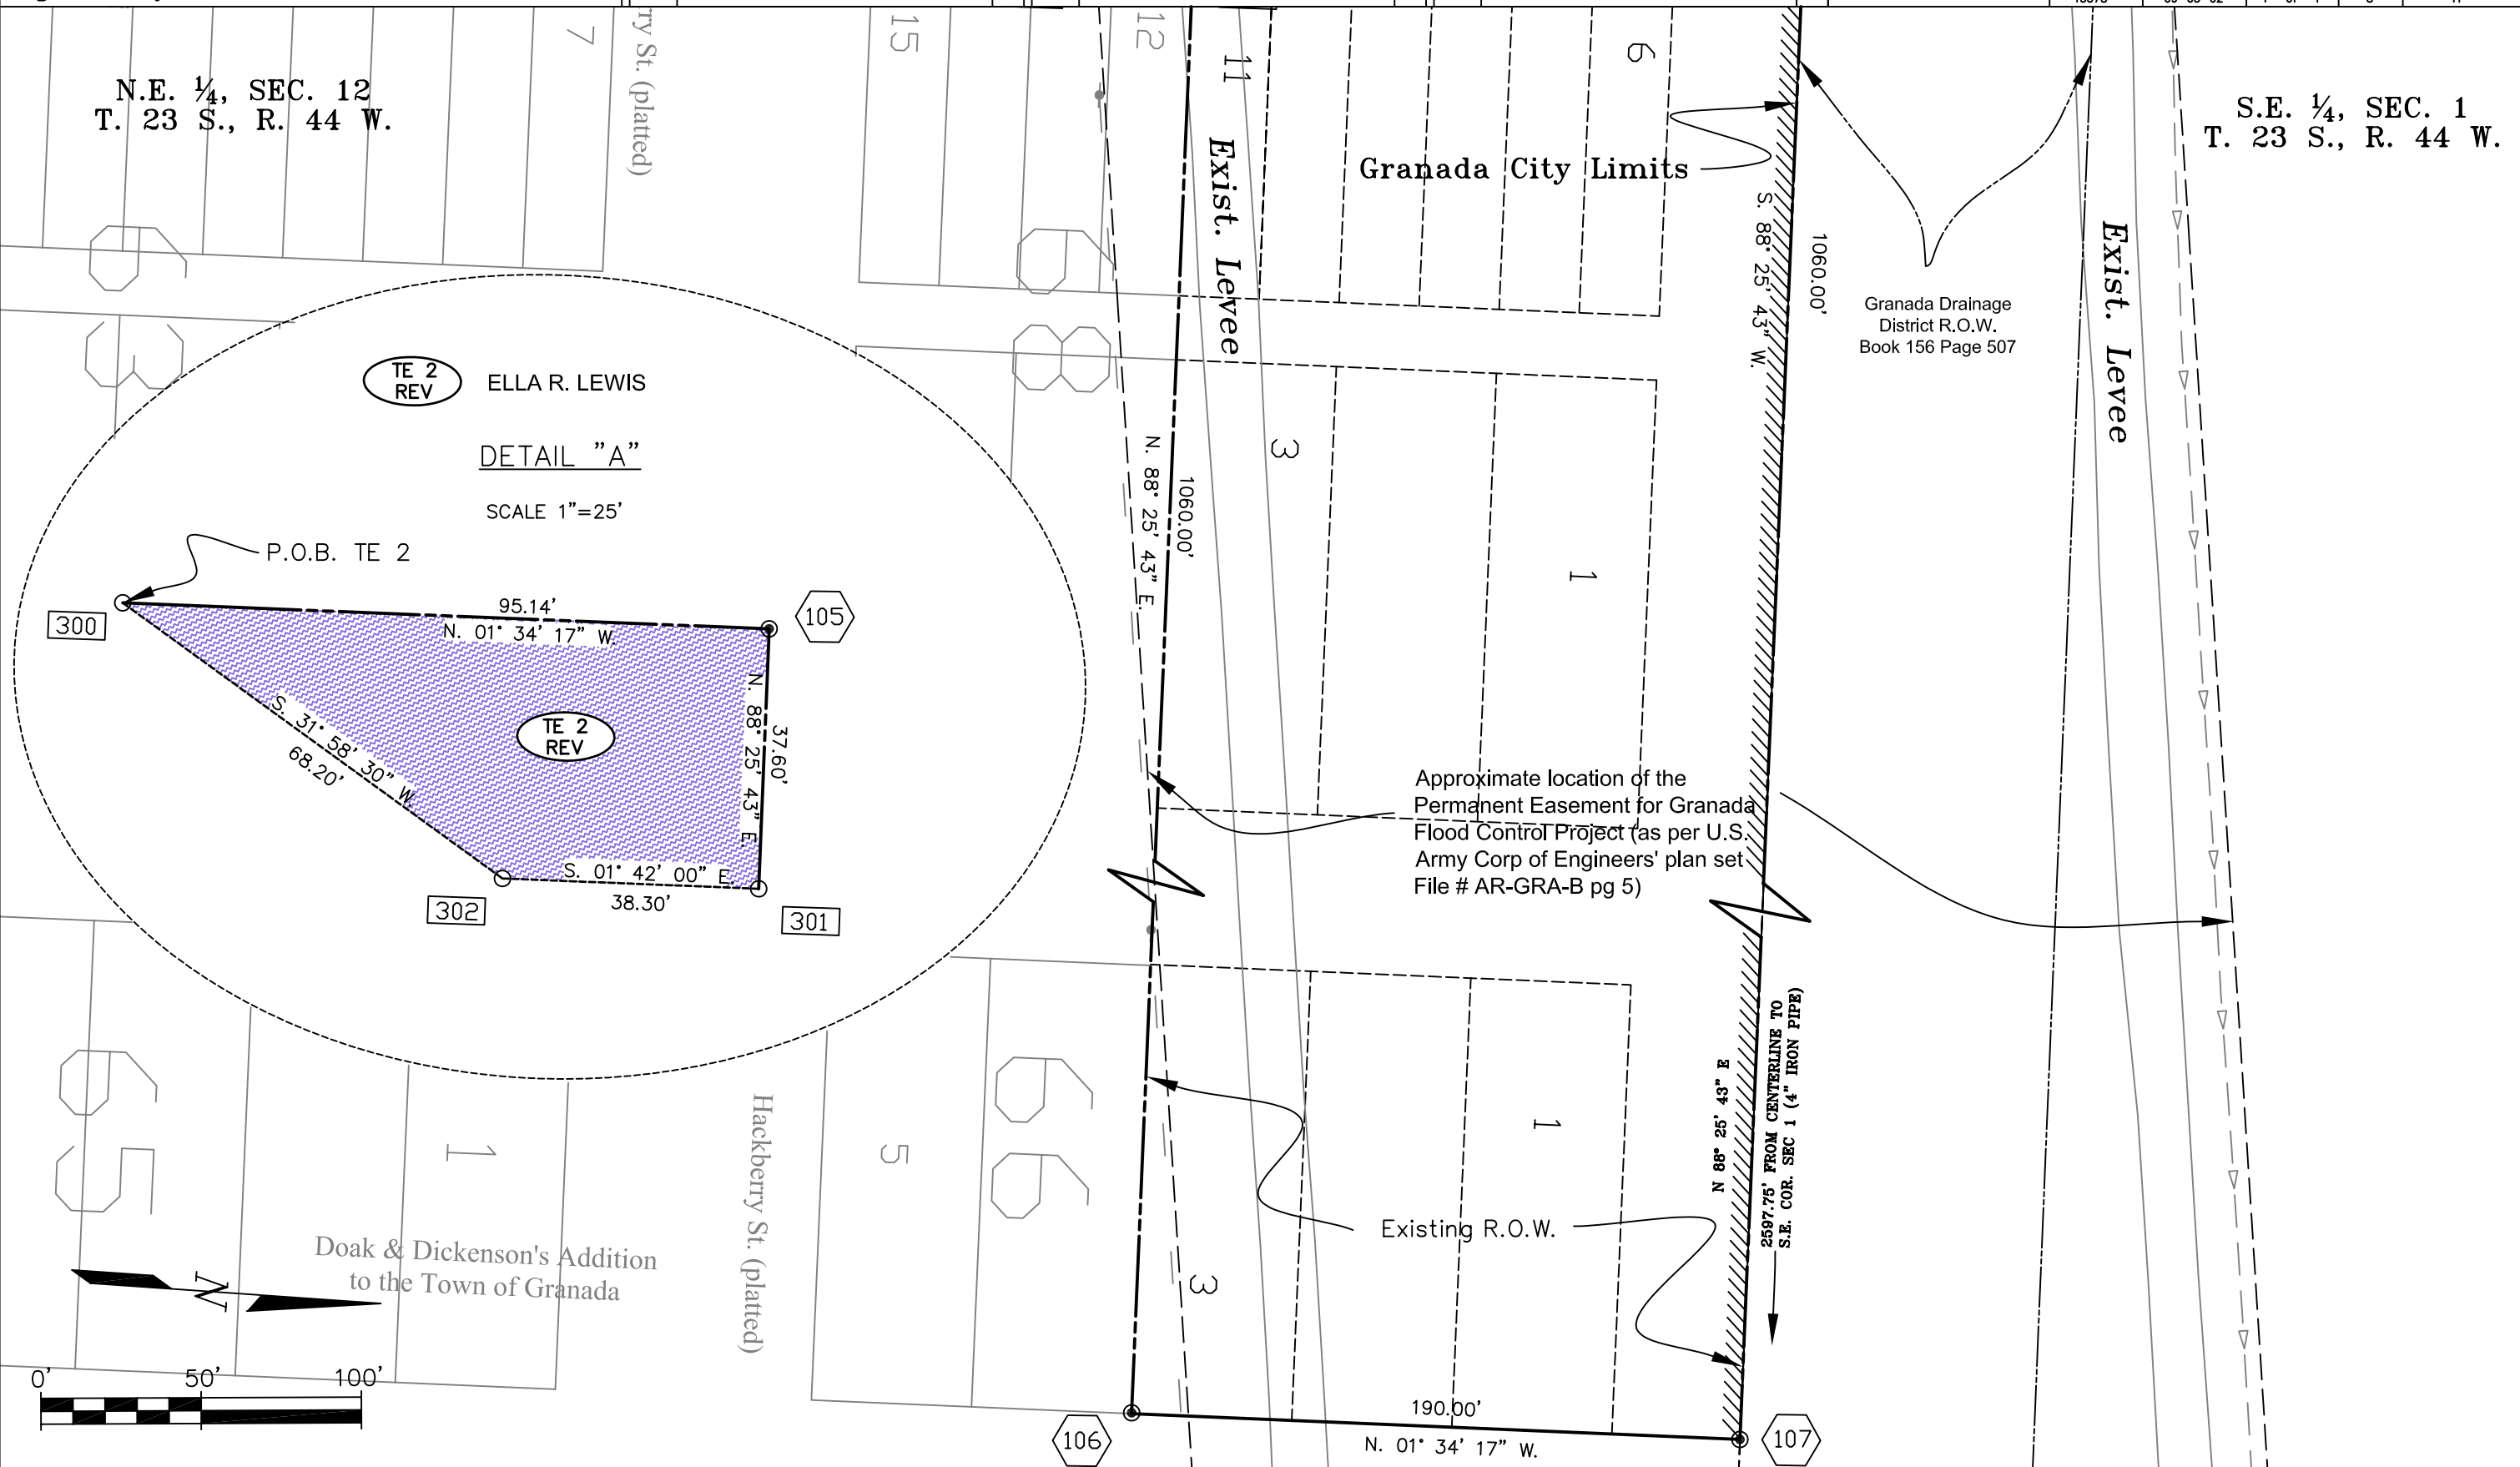 N.E. ¼, SEC. 12
T. 23 S., R. 44 W.
7
ry St. (platted)
15
12
11
6
S.E. ¼, SEC. 1
T. 23 S., R. 44 W.
Exist. Levee
Granada City Limits
S. 88° 25' 43" W.
1060.00'
Granada Drainage
District R.O.W.
Book 156 Page 507
Exist. Levee
69
63
68
TE 2
REV
ELLA R. LEWIS
DETAIL "A"
SCALE 1"=25'
P.O.B. TE 2
300
95.14'
N. 01° 34' 17" W.
105
N. 88° 25' 43" E.
37.60'
S. 31° 58' 30" W.
68.20'
TE 2
REV
S. 01° 42' 00" E
38.30'
302
301
N. 88° 25' 43" E.
1060.00'
3
1
Approximate location of the
Permanent Easement for Granada
Flood Control Project (as per U.S.
Army Corp of Engineers' plan set
File # AR-GRA-B pg 5)
65
1
Hackberry St. (platted)
5
66
1
3
Existing R.O.W.
N 88° 25' 43" E
2597.75' FROM CENTERLINE TO
S.E. COR. SEC 1 (4" IRON PIPE)
Doak & Dickenson's Addition
to the Town of Granada
N
0' 50' 100'
106
190.00'
N. 01° 34' 17" W.
107